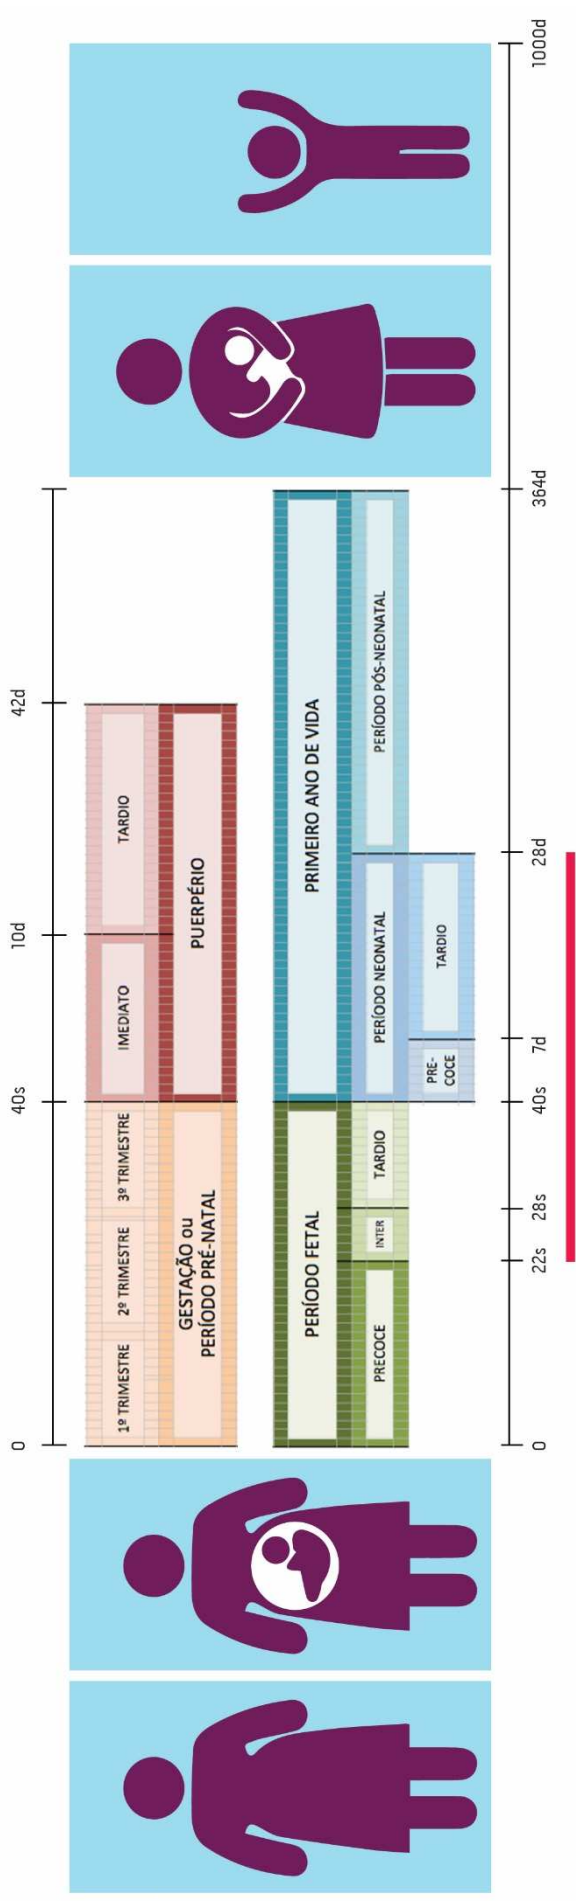 0
40s
10d
42d
1º TRIMESTRE
2º TRIMESTRE
3º TRIMESTRE
IMEDIATO
TARDIO
GESTAÇÃO ou
PERÍODO PRÉ-NATAL
PUERPÉRIO
PERÍODO FETAL
PRIMEIRO ANO DE VIDA
PRECOCE
INTER
TARDIO
PERÍODO NEONATAL
PERÍODO PÓS-NEONATAL
PRE-
COCE
TARDIO
0
22s
28s
40s
7d
28d
364d
1000d